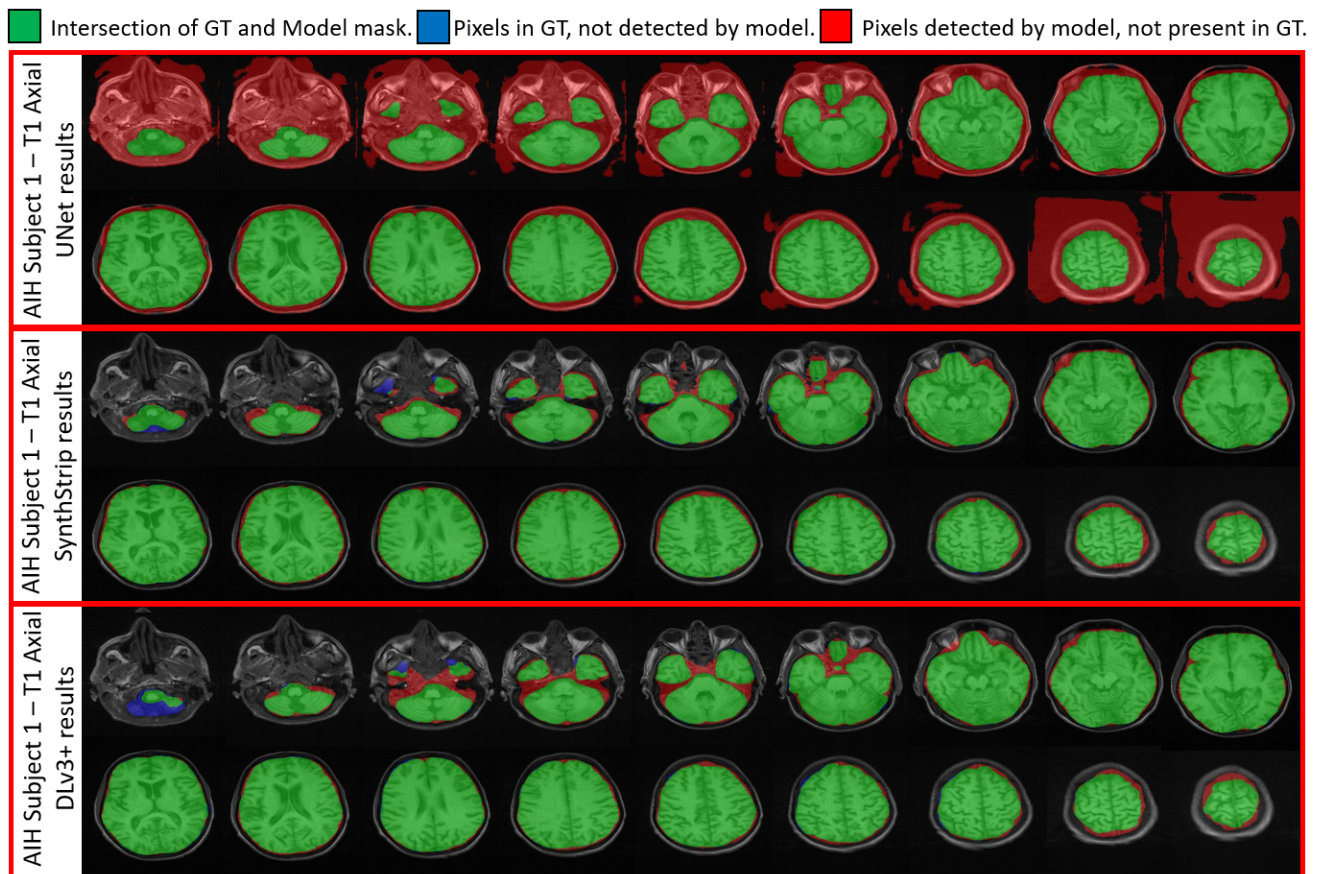 Intersection of GT and Model mask.
Pixels in GT, not detected by model.
Pixels detected by model, not present in GT.
AIH Subject 1 – T1 Axial
UNet results
AIH Subject 1 – T1 Axial
SynthStrip results
AIH Subject 1 – T1 Axial
DLv3+ results